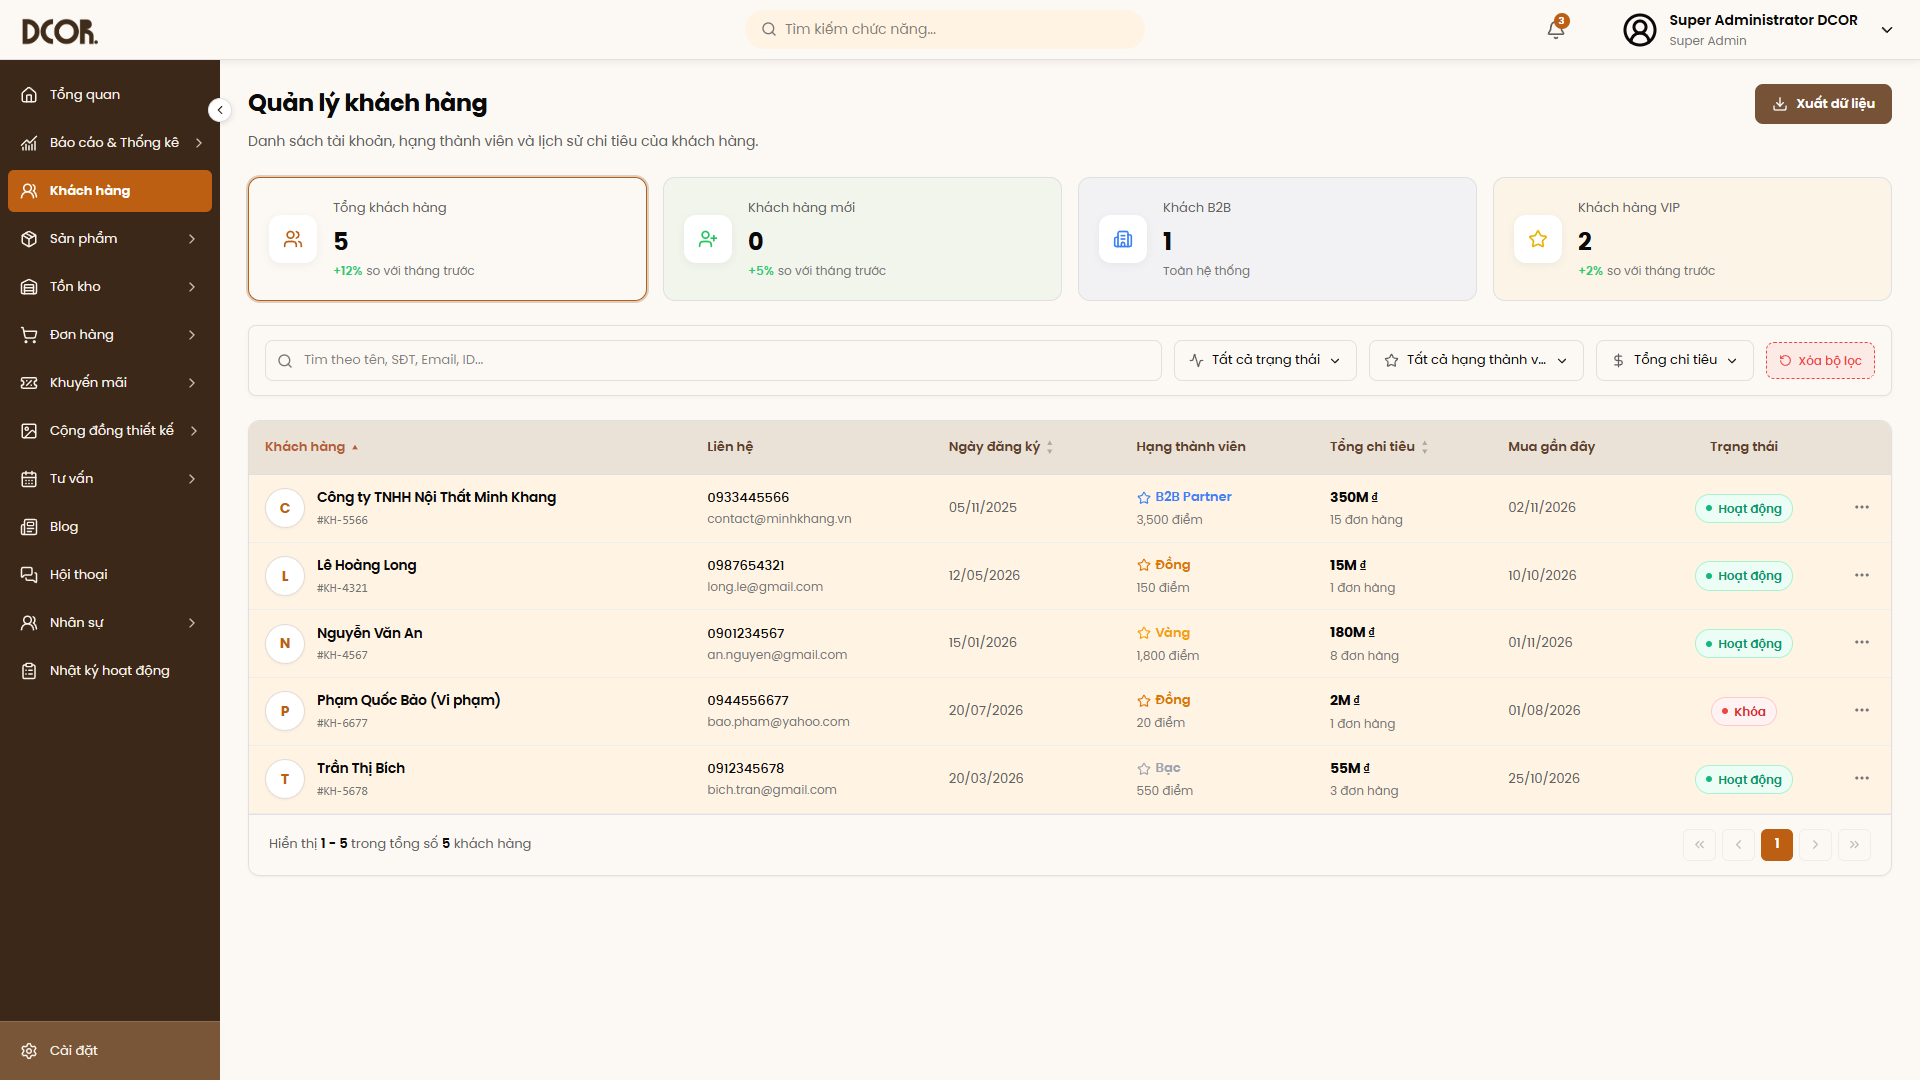 DCOR.
Tìm kiếm chức năng...
3
Super Administrator DCOR
Super Admin
Tổng quan
Báo cáo & Thống kê
Khách hàng
Sản phẩm
Tồn kho
Đơn hàng
Khuyến mãi
Cộng đồng thiết kế
Tư vấn
Blog
Hội thoại
Nhân sự
Nhật ký hoạt động
Cài đặt
Quản lý khách hàng
Danh sách tài khoản, hạng thành viên và lịch sử chi tiêu của khách hàng.
Xuất dữ liệu
Tổng khách hàng
5
+12% so với tháng trước
Khách hàng mới
0
+5% so với tháng trước
Khách B2B
1
Toàn hệ thống
Khách hàng VIP
2
+2% so với tháng trước
Tìm theo tên, SĐT, Email, ID...
Tất cả trạng thái
Tất cả hạng thành v...
Tổng chi tiêu
Xóa bộ lọc
Khách hàng Liên hệ Ngày đăng ký Hạng thành viên Tổng chi tiêu Mua gần đây Trạng thái
C Công ty TNHH Nội Thất Minh Khang 0933445566 05/11/2025 B2B Partner 350M ₫ 02/11/2026 Hoạt động
#KH-5566 contact@minhkhang.vn 3,500 điểm 15 đơn hàng
L Lê Hoàng Long 0987654321 12/05/2026 Đồng 15M ₫ 10/10/2026 Hoạt động
#KH-4321 long.le@gmail.com 150 điểm 1 đơn hàng
N Nguyễn Văn An 0901234567 15/01/2026 Vàng 180M ₫ 01/11/2026 Hoạt động
#KH-4567 an.nguyen@gmail.com 1,800 điểm 8 đơn hàng
P Phạm Quốc Bảo (Vi phạm) 0944556677 20/07/2026 Đồng 2M ₫ 01/08/2026 Khóa
#KH-6677 bao.pham@yahoo.com 20 điểm 1 đơn hàng
T Trần Thị Bích 0912345678 20/03/2026 Bạc 55M ₫ 25/10/2026 Hoạt động
#KH-5678 bich.tran@gmail.com 550 điểm 3 đơn hàng
Hiển thị 1 - 5 trong tổng số 5 khách hàng
« ‹ 1 › »